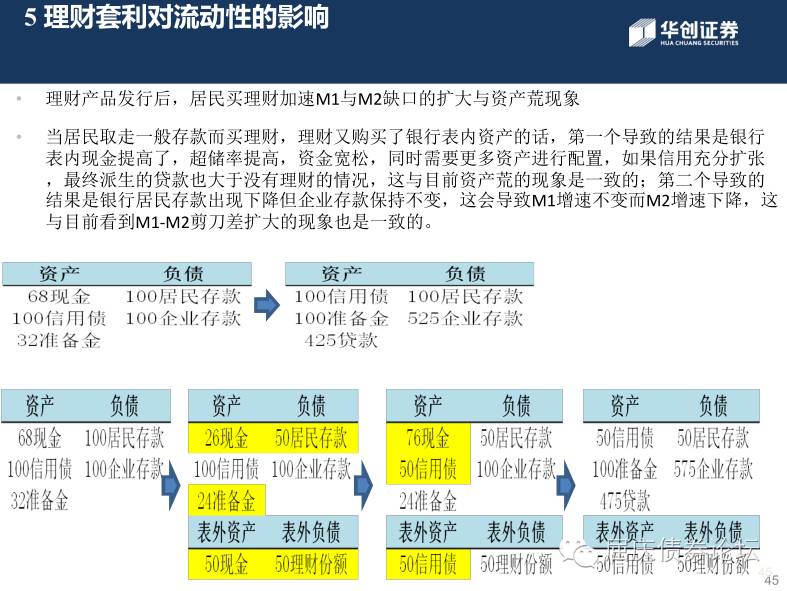 5 理财套利对流动性的影响
华创证券
HUA CHUANG SECURITIES
• 理财产品发行后，居民买理财加速M1与M2缺口的扩大与资产荒现象
• 当居民取走一般存款而买理财，理财又购买了银行表内资产的话，第一个导致的结果是银行
表内现金提高了，超储率提高，资金宽松，同时需要更多资产进行配置，如果信用充分扩张
，最终派生的贷款也大于没有理财的情况，这与目前资产荒的现象是一致的；第二个导致的
结果是银行居民存款出现下降但企业存款保持不变，这会导致M1增速不变而M2增速下降，这
与目前看到M1-M2剪刀差扩大的现象也是一致的。
资产 负债 资产 负债
68现金 100居民存款 100信用债 100居民存款
100信用债 100企业存款 100准备金 525企业存款
32准备金 425贷款
资产 负债 资产 负债 资产 负债 资产 负债
68现金 100居民存款 26现金 50居民存款 76现金 50居民存款 50信用债 50居民存款
100信用债 100企业存款 100信用债 100企业存款 50信用债 100企业存款 100准备金 575企业存款
32准备金 24准备金 24准备金 475贷款
表外资产 表外负债 表外资产 表外负债 表外资产 表外负债
50现金 50理财份额 50信用债 50理财份额 50信用债 50理财份额
债券论坛
45
45